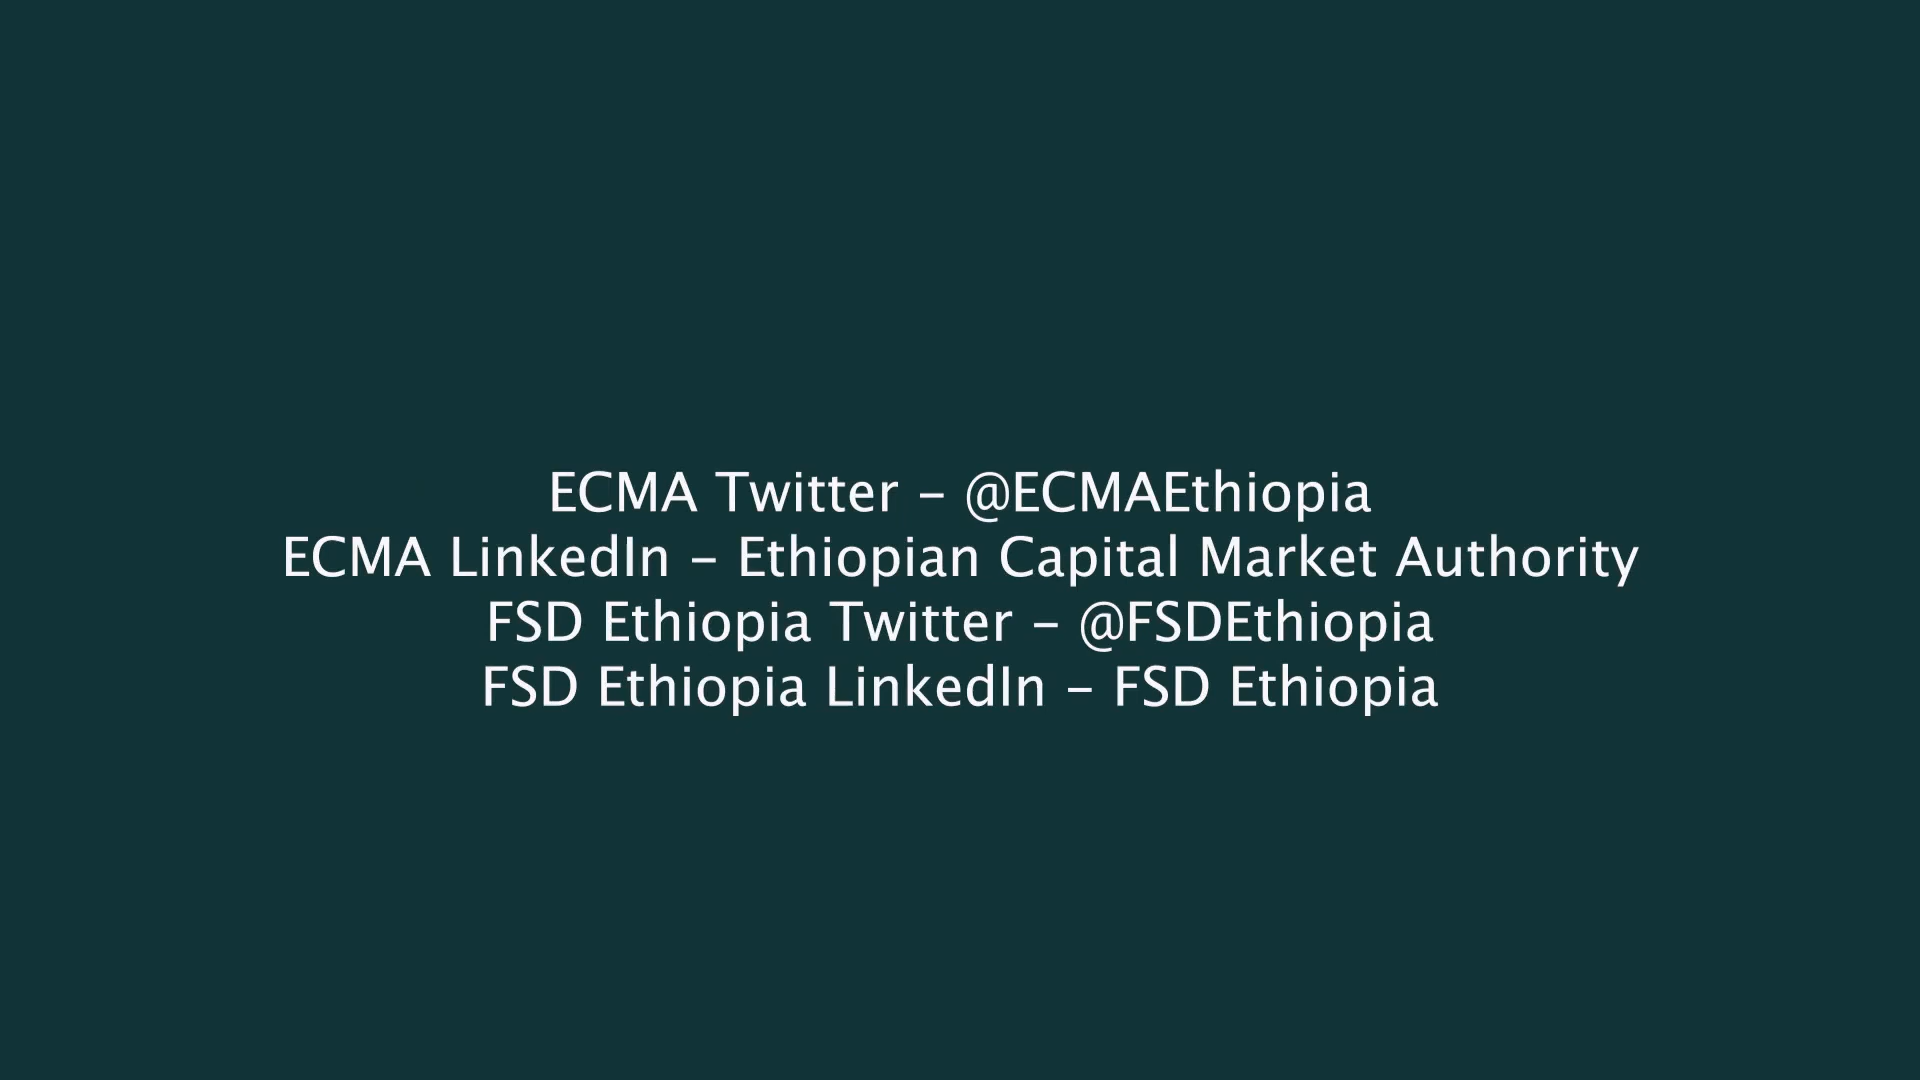 ECMA Twitter – @ECMAEthiopia
ECMA LinkedIn – Ethiopian Capital Market Authority
FSD Ethiopia Twitter – @FSDEthiopia
FSD Ethiopia LinkedIn – FSD Ethiopia